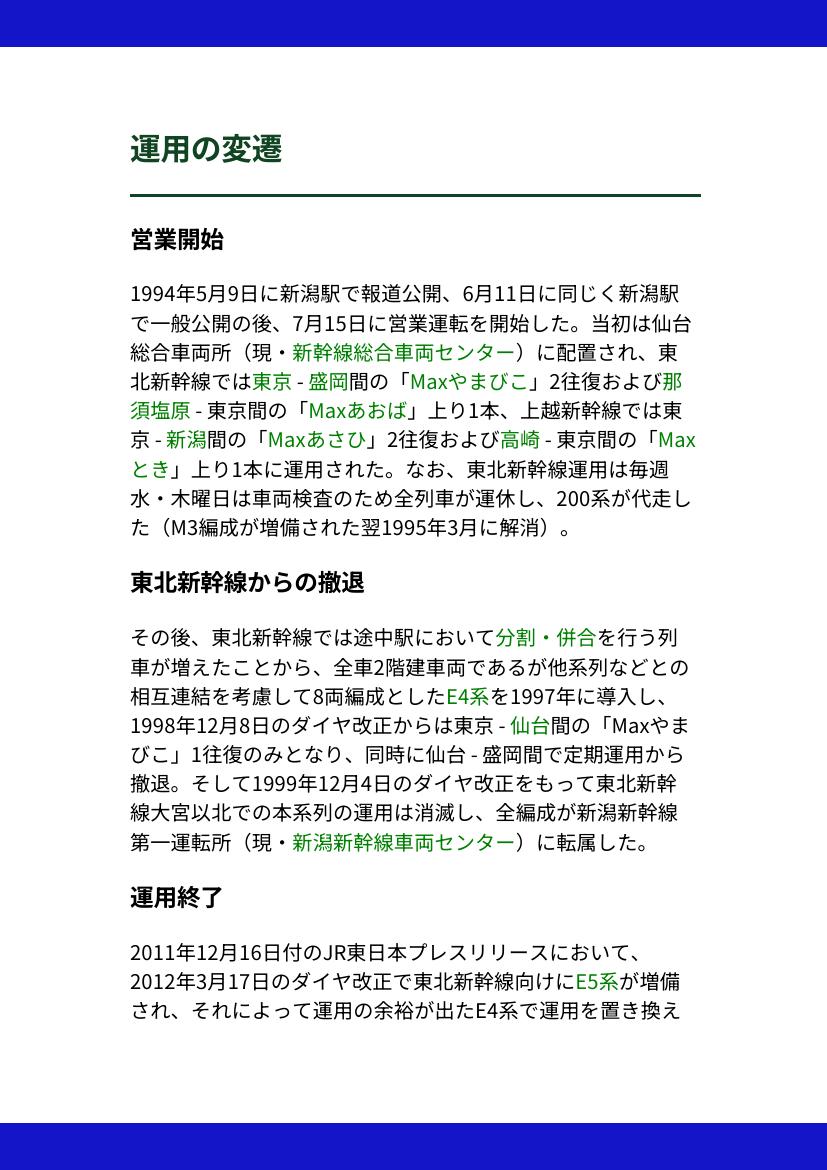 運用の変遷
営業開始
1994年5月9日に新潟駅で報道公開、6月11日に同じく新潟駅
で一般公開の後、7月15日に営業運転を開始した。当初は仙台
総合車両所（現・新幹線総合車両センター）に配置され、東
北新幹線では東京 - 盛岡間の「Maxやまびこ」2往復および那
須塩原 - 東京間の「Maxあおば」上り1本、上越新幹線では東
京 - 新潟間の「Maxあさひ」2往復および高崎 - 東京間の「Max
とき」上り1本に運用された。なお、東北新幹線運用は毎週
水・木曜日は車両検査のため全列車が運休し、200系が代走し
た（M3編成が増備された翌1995年3月に解消）。
東北新幹線からの撤退
その後、東北新幹線では途中駅において分割・併合を行う列
車が増えたことから、全車2階建車両であるが他系列などとの
相互連結を考慮して8両編成としたE4系を1997年に導入し、
1998年12月8日のダイヤ改正からは東京 - 仙台間の「Maxやま
びこ」1往復のみとなり、同時に仙台 - 盛岡間で定期運用から
撤退。そして1999年12月4日のダイヤ改正をもって東北新幹
線大宮以北での本系列の運用は消滅し、全編成が新潟新幹線
第一運転所（現・新潟新幹線車両センター）に転属した。
運用終了
2011年12月16日付のJR東日本プレスリリースにおいて、
2012年3月17日のダイヤ改正で東北新幹線向けにE5系が増備
され、それによって運用の余裕が出たE4系で運用を置き換え